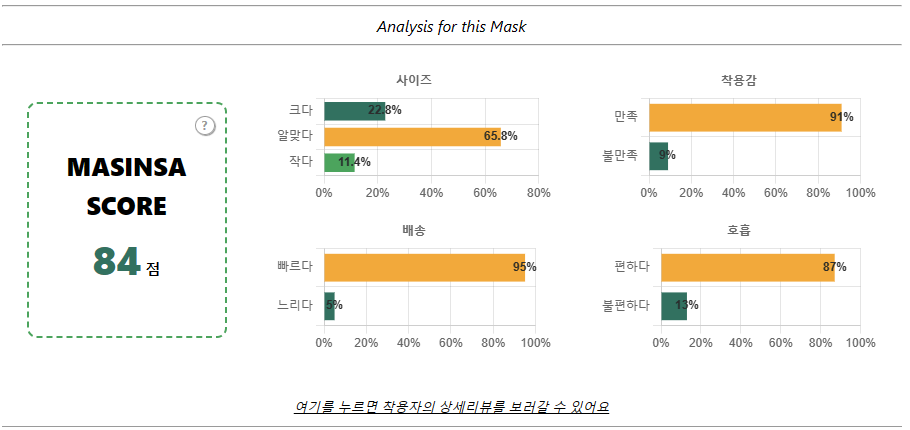 Analysis for this Mask
?
MASINSA
SCORE
84 점
사이즈
크다 22.8%
알맞다 65.8%
작다 11.4%
0% 20% 40% 60% 80%
착용감
만족 91%
불만족 9%
0% 20% 40% 60% 80% 100%
배송
빠르다 95%
느리다 5%
0% 20% 40% 60% 80% 100%
호흡
편하다 87%
불편하다 13%
0% 20% 40% 60% 80% 100%
여기를 누르면 착용자의 상세리뷰를 보러갈 수 있어요